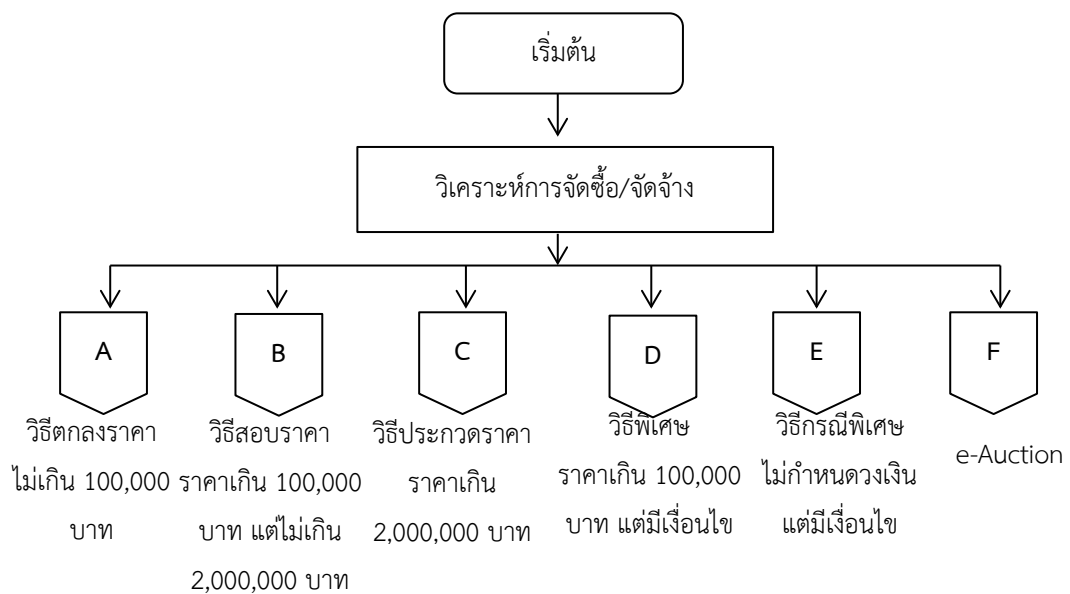 เริ่มต้น
วิเคราะห์การจัดซื้อ/จัดจ้าง
A
วิธีตกลงราคา
ไม่เกิน 100,000
บาท
B
วิธีสอบราคา
ราคาเกิน 100,000
บาท แต่ไม่เกิน
2,000,000 บาท
C
วิธีประกวดราคา
ราคาเกิน
2,000,000 บาท
D
วิธีพิเศษ
ราคาเกิน 100,000
บาท แต่มีเงื่อนไข
E
วิธีกรณีพิเศษ
ไม่กำหนดวงเงิน
แต่มีเงื่อนไข
F
e-Auction